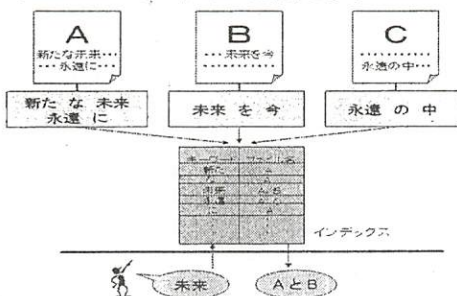 A
新たな未来…
…永遠に…
B
…未来を今
C
永遠の中…
新たな未来
永遠に
未来を今
永遠の中
キーワード ファイル名
新た A
な A
未来 A,B
永遠 A,C
に A
インデックス
未来
AとB